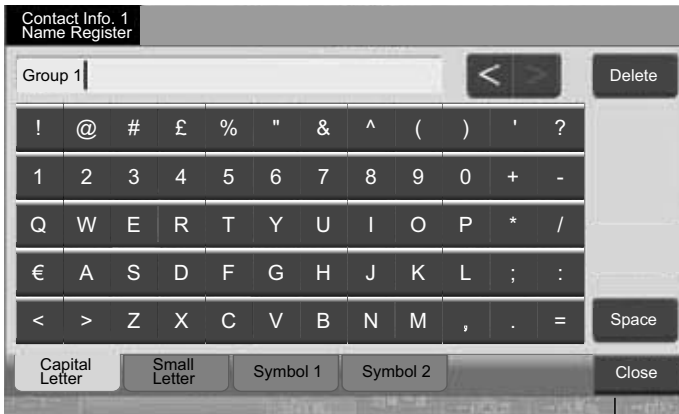 Contact Info. 1
Name Register
Group 1
< >
Delete
! @ # £ % " & ^ ( ) ' ?
1 2 3 4 5 6 7 8 9 0 + -
Q W E R T Y U I O P * /
€ A S D F G H J K L ; :
< > Z X C V B N M , . =
Space
Capital
Letter
Small
Letter
Symbol 1
Symbol 2
Close